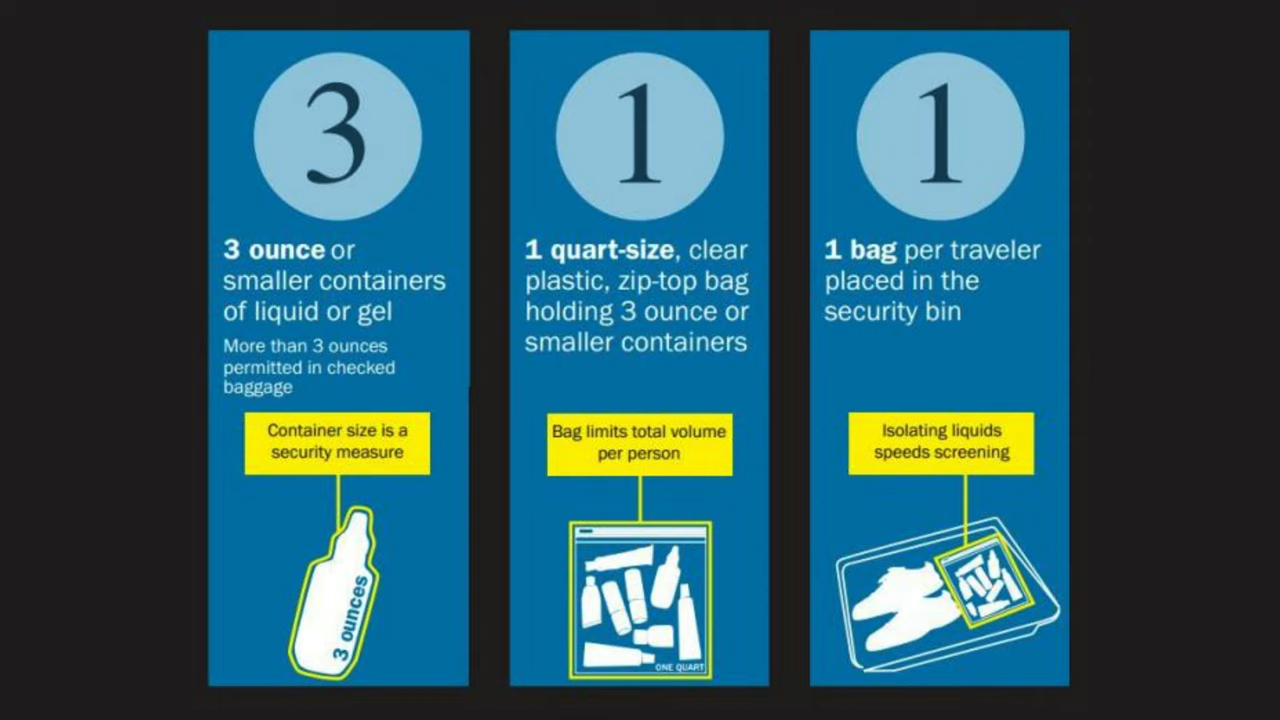 3
3 ounce or
smaller containers
of liquid or gel
More than 3 ounces
permitted in checked
baggage
Container size is a
security measure
3 ounces
1
1 quart-size, clear
plastic, zip-top bag
holding 3 ounce or
smaller containers
Bag limits total volume
per person
ONE QUART
1
1 bag per traveler
placed in the
security bin
Isolating liquids
speeds screening